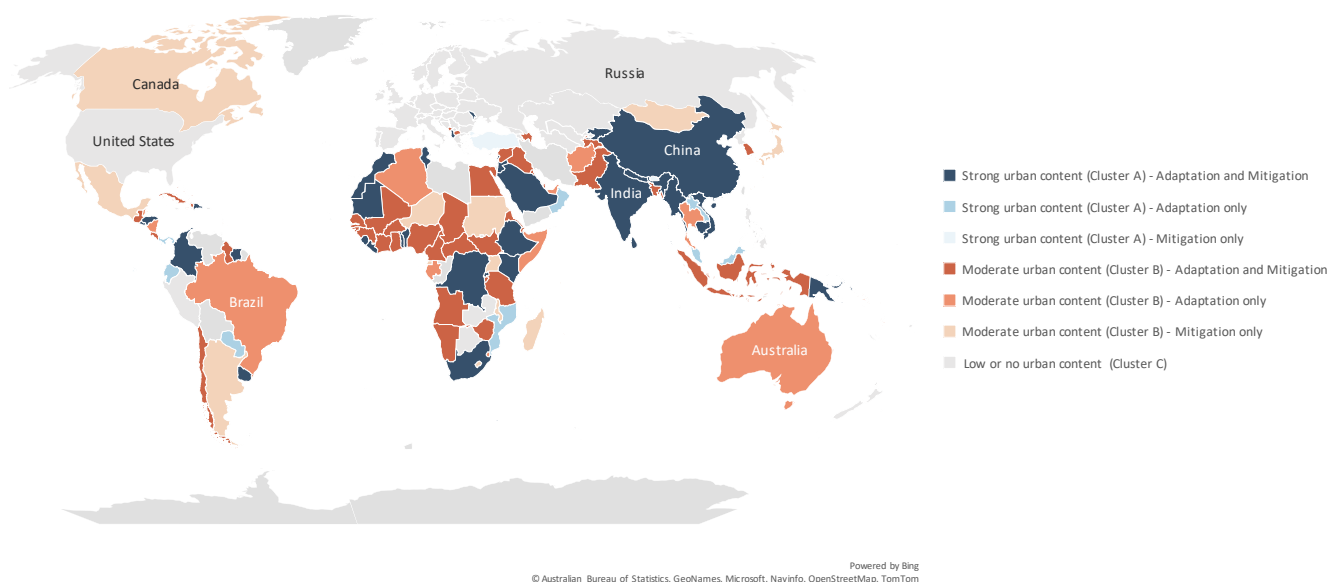 Canada
Russia
United States
China
India
Brazil
Australia
Strong urban content (Cluster A) - Adaptation and Mitigation
Strong urban content (Cluster A) - Adaptation only
Strong urban content (Cluster A) - Mitigation only
Moderate urban content (Cluster B) - Adaptation and Mitigation
Moderate urban content (Cluster B) - Adaptation only
Moderate urban content (Cluster B) - Mitigation only
Low or no urban content (Cluster C)
Powered by Bing
© Australian Bureau of Statistics, GeoNames, Microsoft, Navinfo, OpenStreetMap, TomTom